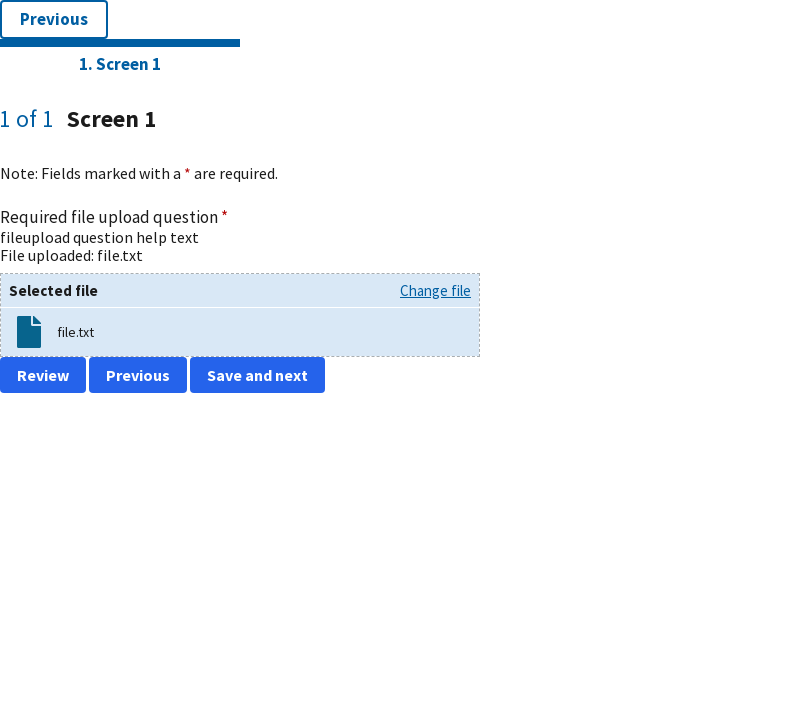 Previous
1. Screen 1
1 of 1 Screen 1
Note: Fields marked with a * are required.
Required file upload question *
fileupload question help text
File uploaded: file.txt
Selected file Change file
file.txt
Review Previous Save and next